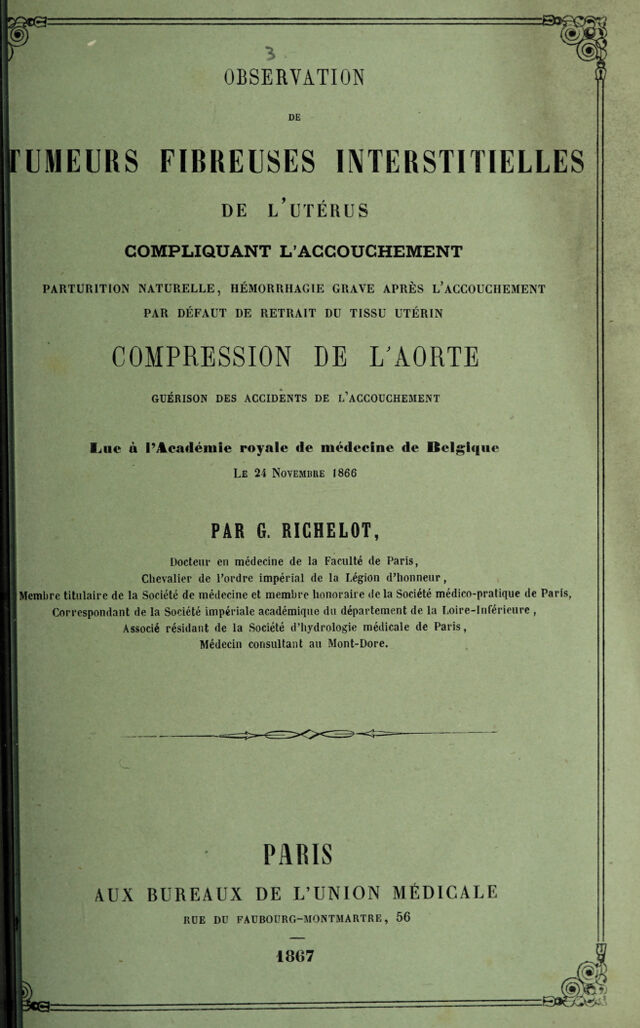 3
OBSERVATION
DE
TUMEURS FIBREUSES INTERSTITIELLES
DE L'UTÉRUS
COMPLIQUANT L'ACCOUCHEMENT
PARTURITION NATURELLE, HÉMORRHAGIE GRAVE APRÈS L'ACCOUCHEMENT
PAR DÉFAUT DE RETRAIT DU TISSU UTÉRIN
COMPRESSION DE L'AORTE
GUÉRISON DES ACCIDENTS DE L'ACCOUCHEMENT
Lue à l'Académie royale de médecine de Belgique
LE 24 NOVEMBRE 1866
PAR G. RICHELOT,
Docteur en médecine de la Faculté de Paris,
Chevalier de l'ordre impérial de la Légion d'honneur,
Membre titulaire de la Société de médecine et membre honoraire de la Société médico-pratique de Paris,
Correspondant de la Société impériale académique du département de la Loire-Inférieure,
Associé résidant de la Société d'hydrologie médicale de Paris,
Médecin consultant au Mont-Dore.
PARIS
AUX BUREAUX DE L'UNION MÉDICALE
RUE DU FAUBOURG-MONTMARTRE, 56
1867